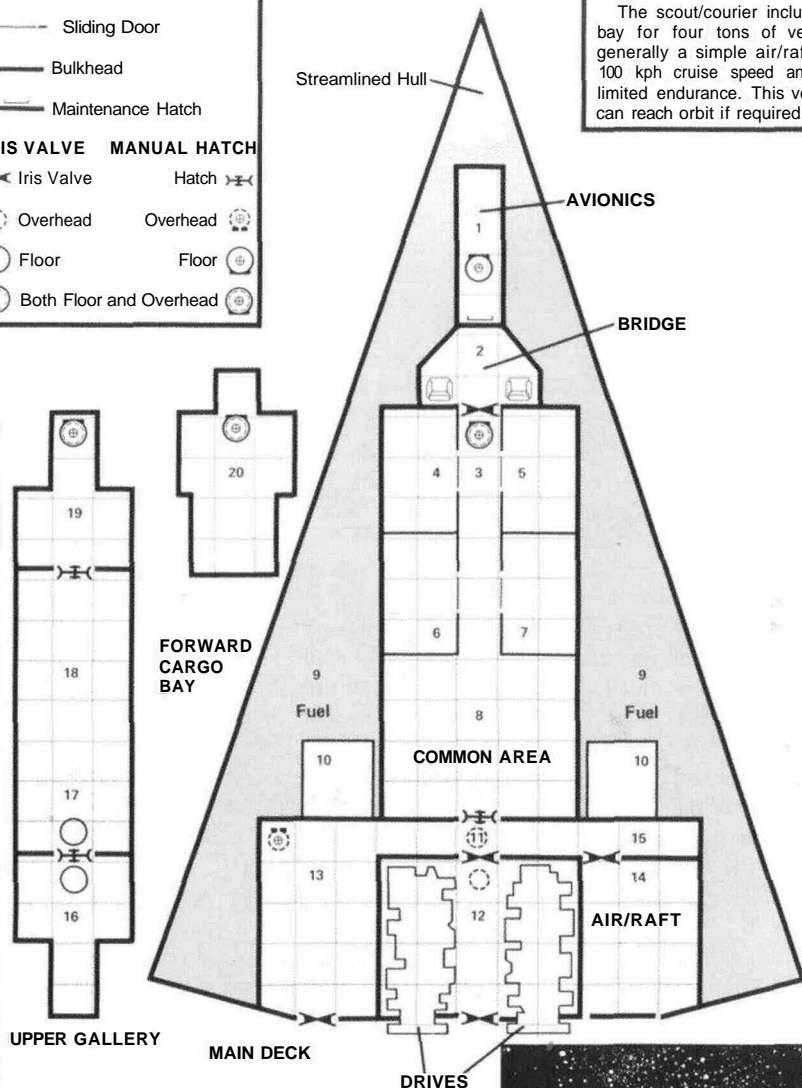 Sliding Door
Bulkhead
Maintenance Hatch
IS VALVE MANUAL HATCH
Iris Valve Hatch
Overhead Overhead
Floor Floor
Both Floor and Overhead
The scout/courier inclu
bay for four tons of ve
generally a simple air/raf
100 kph cruise speed an
limited endurance. This ve
can reach orbit if required
Streamlined Hull
AVIONICS
1
BRIDGE
2
3
4
5
6
7
8
COMMON AREA
9
Fuel
9
Fuel
10
10
11
12
13
14
15
AIR/RAFT
16
17
18
19
20
FORWARD
CARGO
BAY
UPPER GALLERY
MAIN DECK
DRIVES